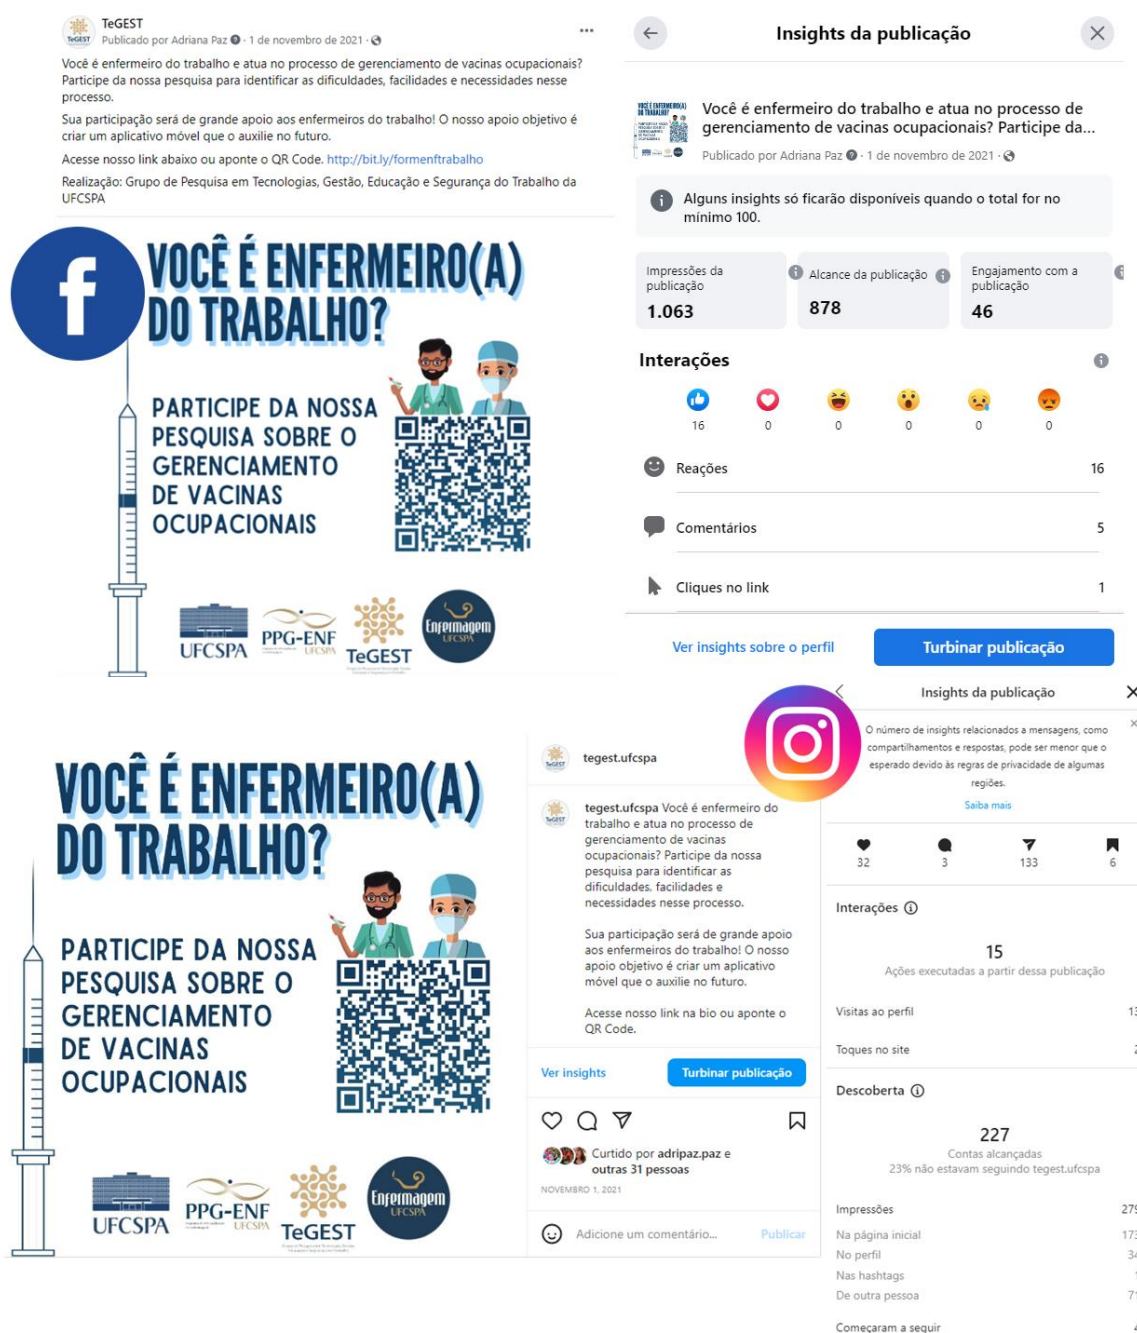 TeGEST
Publicado por Adriana Paz · 1 de novembro de 2021 ·
Você é enfermeiro do trabalho e atua no processo de gerenciamento de vacinas ocupacionais?
Participe da nossa pesquisa para identificar as dificuldades, facilidades e necessidades nesse
processo.
Sua participação será de grande apoio aos enfermeiros do trabalho! O nosso apoio objetivo é
criar um aplicativo móvel que o auxilie no futuro.
Acesse nosso link abaixo ou aponte o QR Code. http://bit.ly/formenftrabalho
Realização: Grupo de Pesquisa em Tecnologias, Gestão, Educação e Segurança do Trabalho da
UFCSPA
VOCÊ É ENFERMEIRO(A)
DO TRABALHO?
PARTICIPE DA NOSSA
PESQUISA SOBRE O
GERENCIAMENTO
DE VACINAS
OCUPACIONAIS
UFCSPA
PPG-ENF
UFCSPA
TeGEST
Enfermagem
UFCSPA
Insights da publicação
Você é enfermeiro do trabalho e atua no processo de
gerenciamento de vacinas ocupacionais? Participe da...
Publicado por Adriana Paz · 1 de novembro de 2021 ·
Alguns insights só ficarão disponíveis quando o total for no
mínimo 100.
Impressões da
publicação
1.063
Alcance da publicação
878
Engajamento com a
publicação
46
Interações
16 0 0 0 0 0
Reações 16
Comentários 5
Cliques no link 1
Ver insights sobre o perfil
Turbinar publicação
VOCÊ É ENFERMEIRO(A)
DO TRABALHO?
PARTICIPE DA NOSSA
PESQUISA SOBRE O
GERENCIAMENTO
DE VACINAS
OCUPACIONAIS
UFCSPA
PPG-ENF
UFCSPA
TeGEST
Enfermagem
UFCSPA
tegest.ufcspa
tegest.ufcspa Você é enfermeiro do
trabalho e atua no processo de
gerenciamento de vacinas
ocupacionais? Participe da nossa
pesquisa para identificar as
dificuldades, facilidades e
necessidades nesse processo.
Sua participação será de grande apoio
aos enfermeiros do trabalho! O nosso
apoio objetivo é criar um aplicativo
móvel que o auxilie no futuro.
Acesse nosso link na bio ou aponte o
QR Code.
Ver insights
Turbinar publicação
Curtido por adripaz.paz e
outras 31 pessoas
NOVEMBRO 1, 2021
Adicione um comentário...
Publicar
Insights da publicação
O número de insights relacionados a mensagens, como
compartilhamentos e respostas, pode ser menor que o
esperado devido às regras de privacidade de algumas
regiões.
Saiba mais
32 3 133 6
Interações
15
Ações executadas a partir dessa publicação
Visitas ao perfil 13
Toques no site 2
Descoberta
227
Contas alcançadas
23% não estavam seguindo tegest.ufcspa
Impressões 279
Na página inicial 173
No perfil 34
Nas hashtags 1
De outra pessoa 71
Começaram a seguir 4